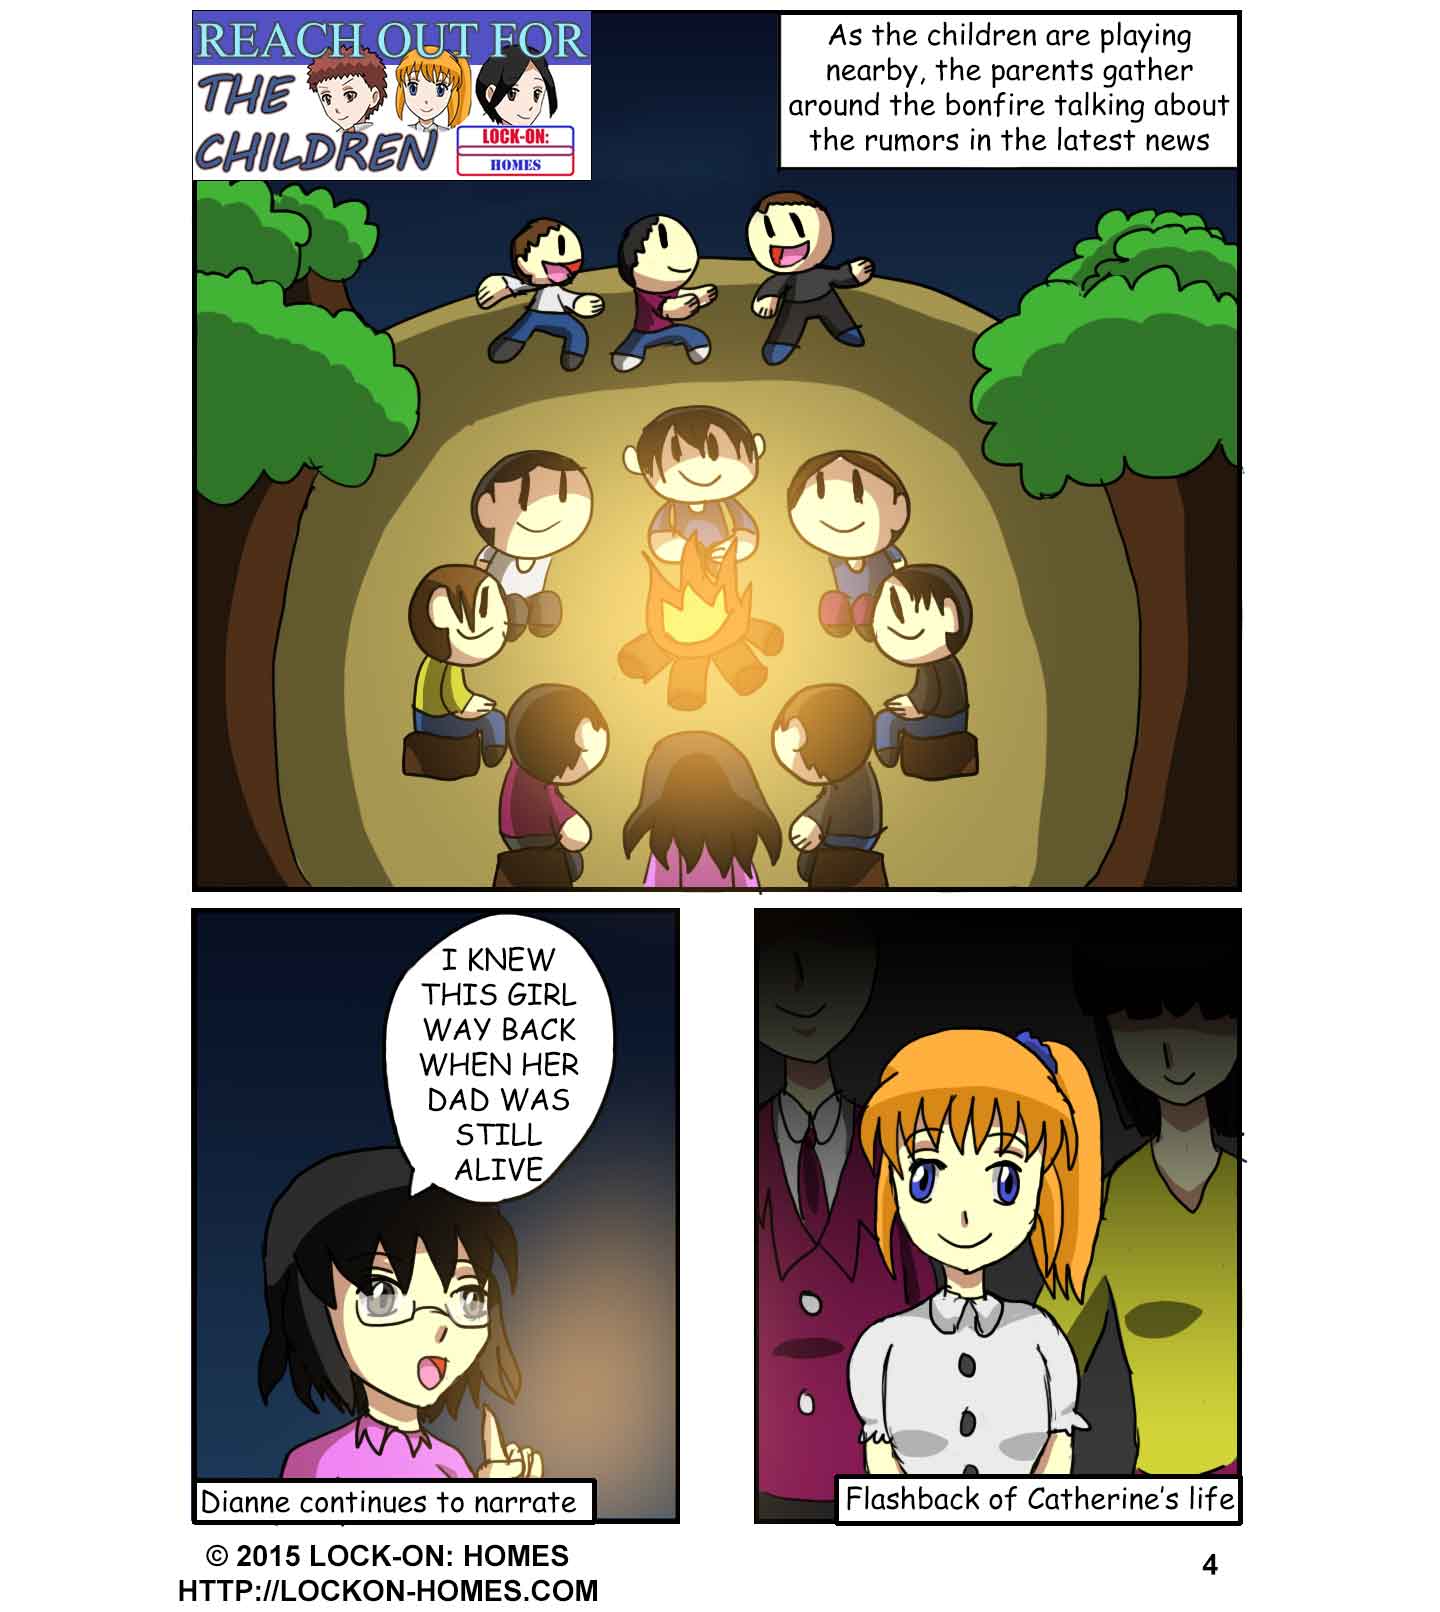 REACH OUT FOR
THE
CHILDREN
LOCK-ON:
HOMES
As the children are playing
nearby, the parents gather
around the bonfire talking about
the rumors in the latest news
I KNEW
THIS GIRL
WAY BACK
WHEN HER
DAD WAS
STILL
ALIVE
Dianne continues to narrate
Flashback of Catherine's life
© 2015 LOCK-ON: HOMES
HTTP://LOCKON-HOMES.COM
4